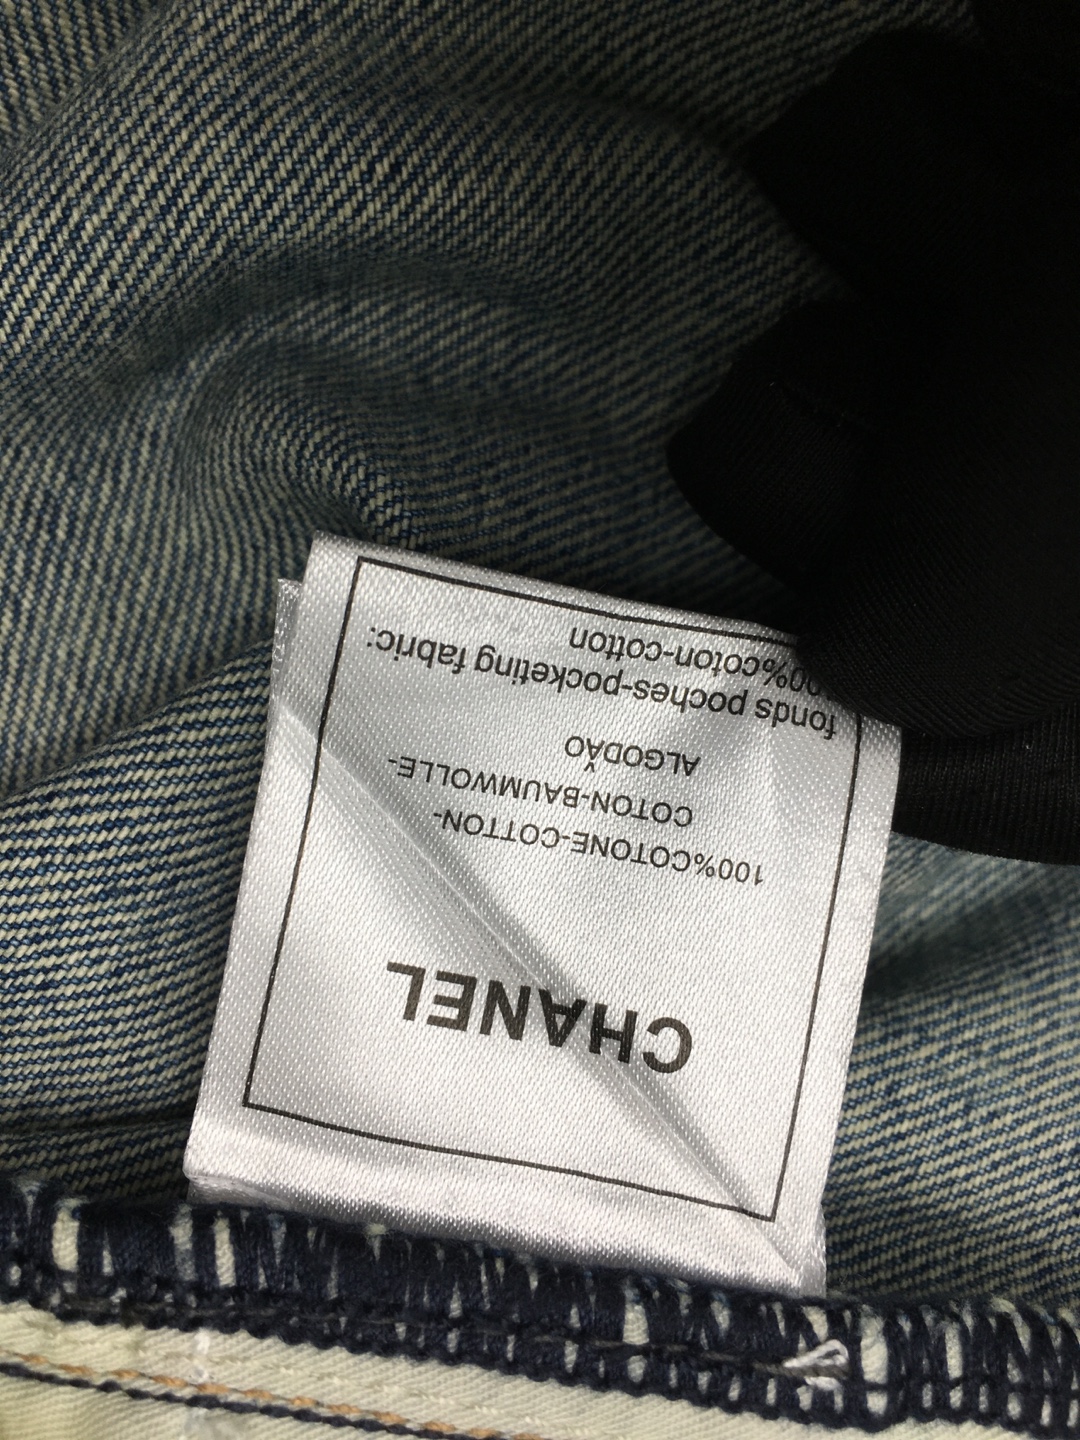 CHANEL
100%COTONE-COTTON-
COTON-BAUMWOLLE-
ALGODÃO
fonds poches-pocketing fabric:
100%coton-cotton